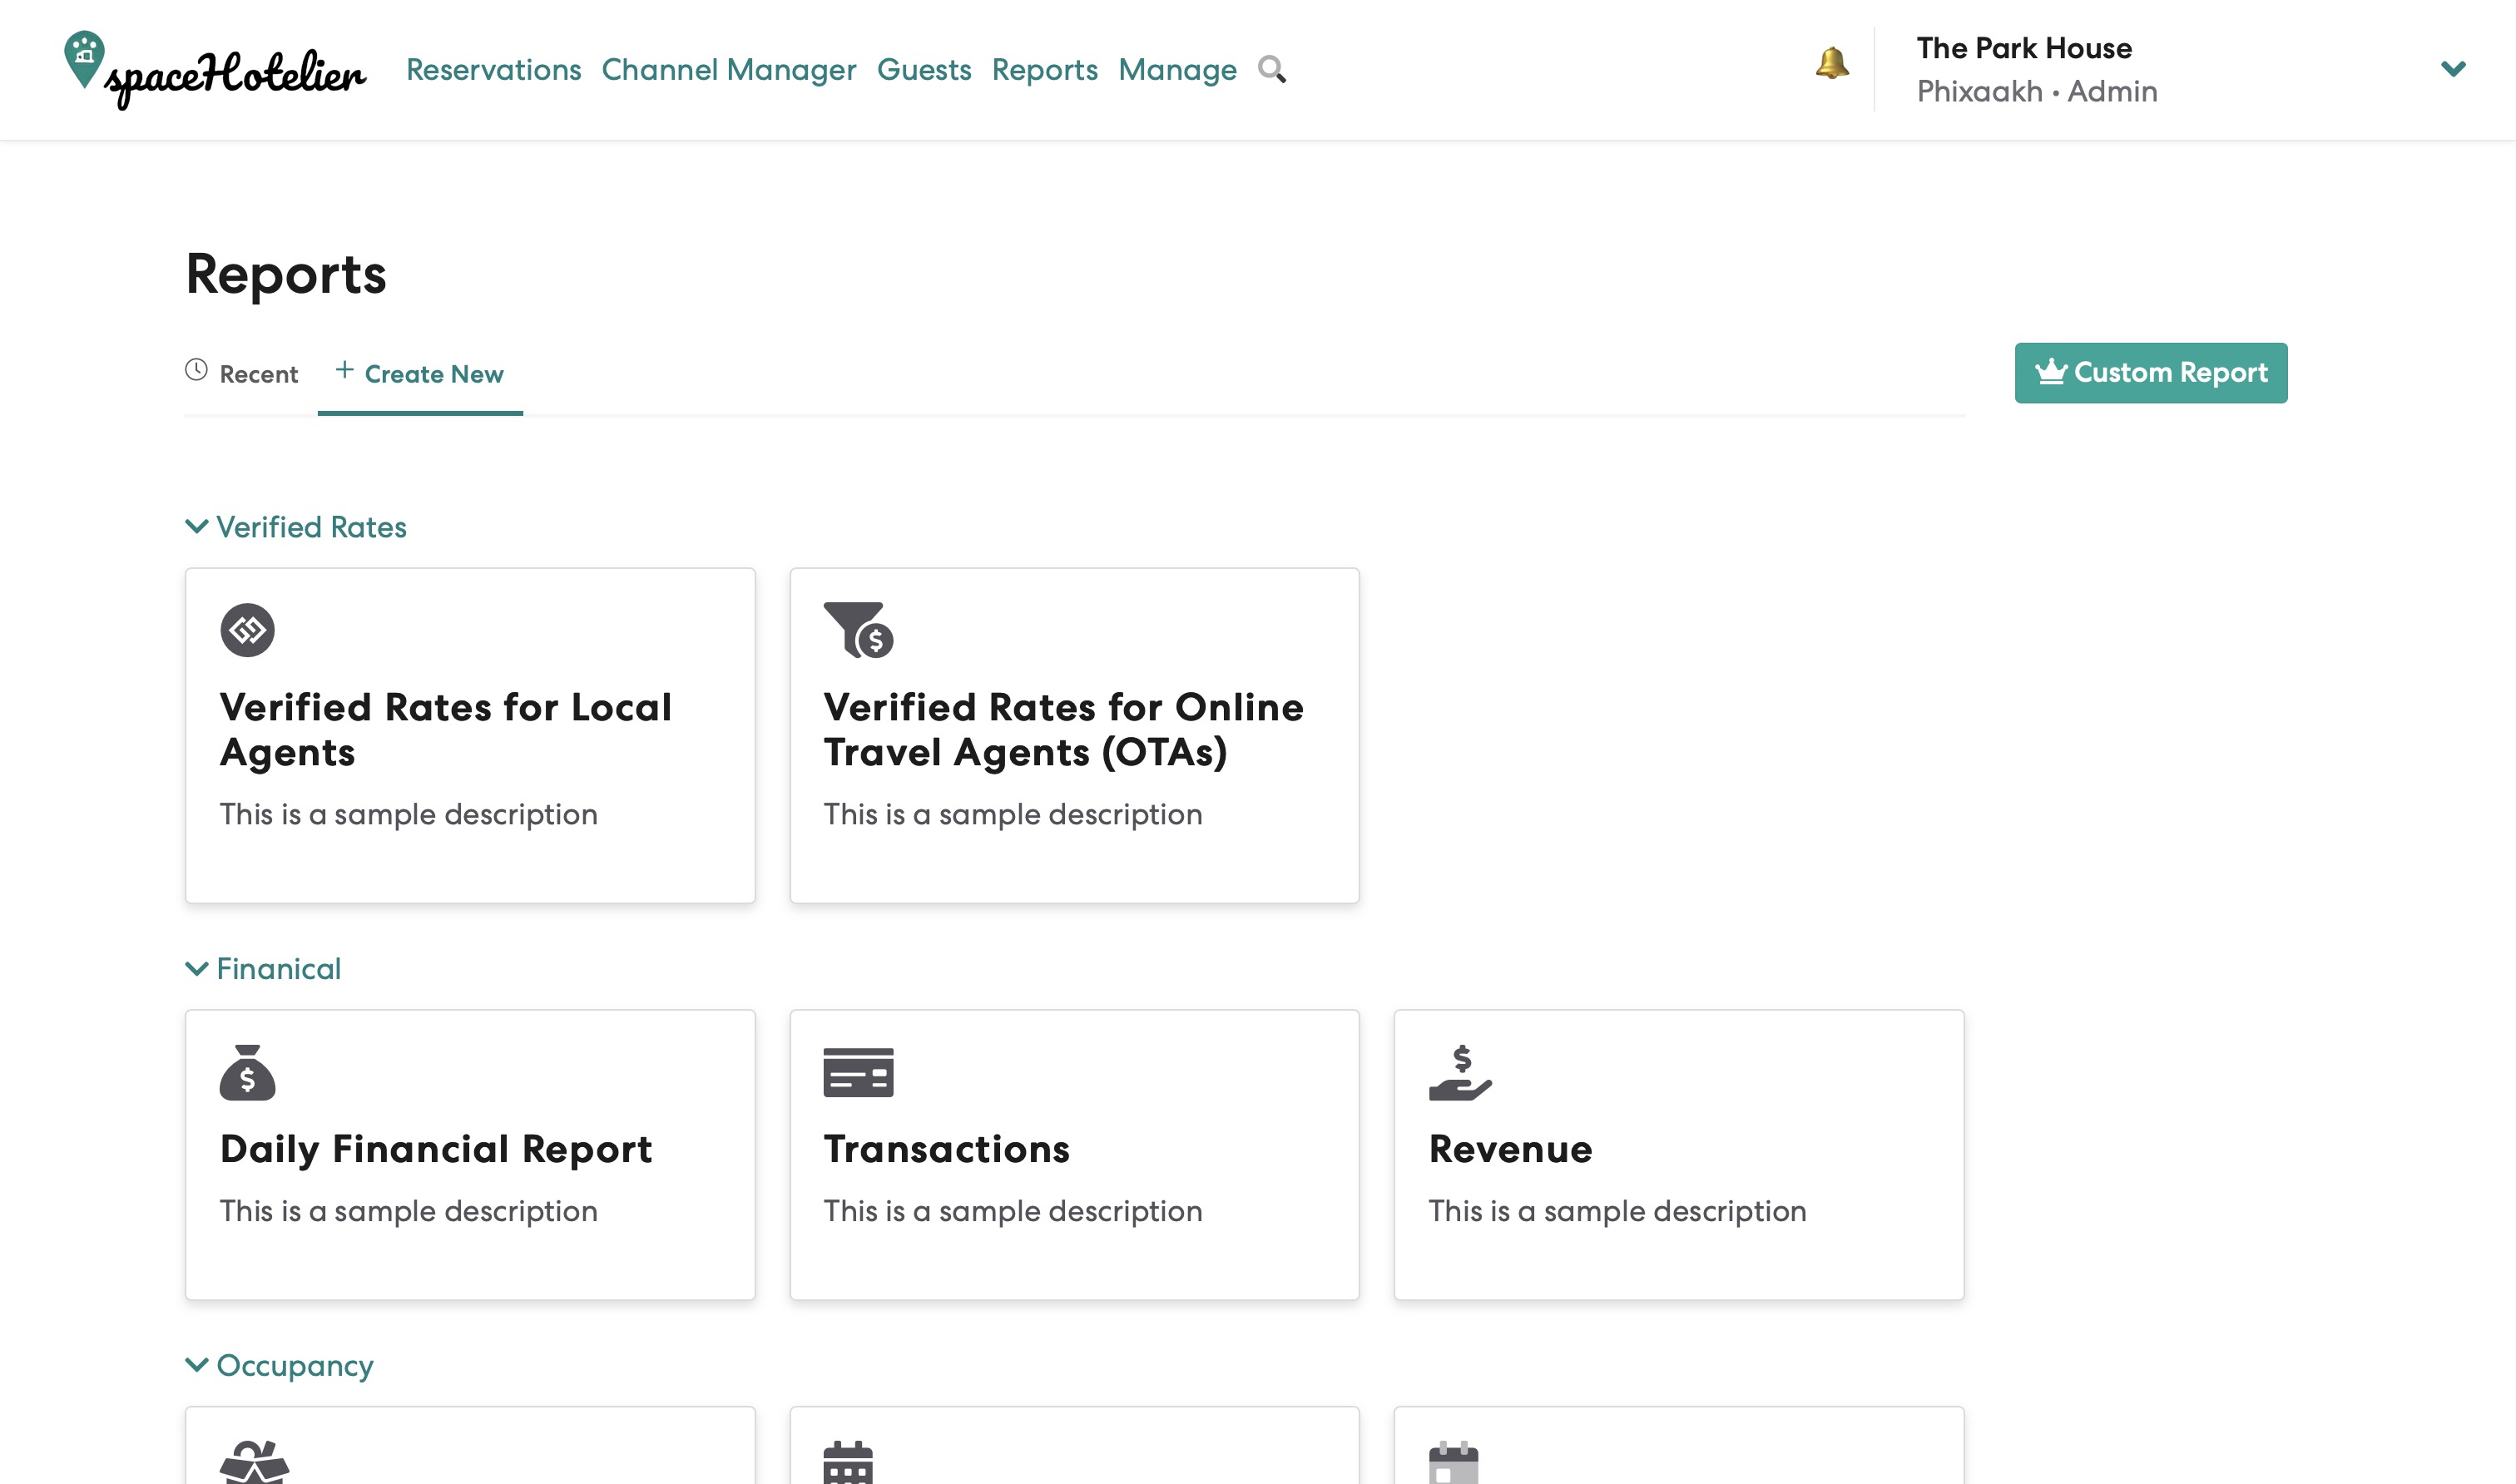 spaceHotelier
Reservations Channel Manager Guests Reports Manage
The Park House
Phixaakh • Admin
Reports
Recent
+ Create New
Custom Report
Verified Rates
Verified Rates for Local
Agents
This is a sample description
$
Verified Rates for Online
Travel Agents (OTAs)
This is a sample description
Finanical
$
Daily Financial Report
This is a sample description
Transactions
This is a sample description
$
Revenue
This is a sample description
Occupancy